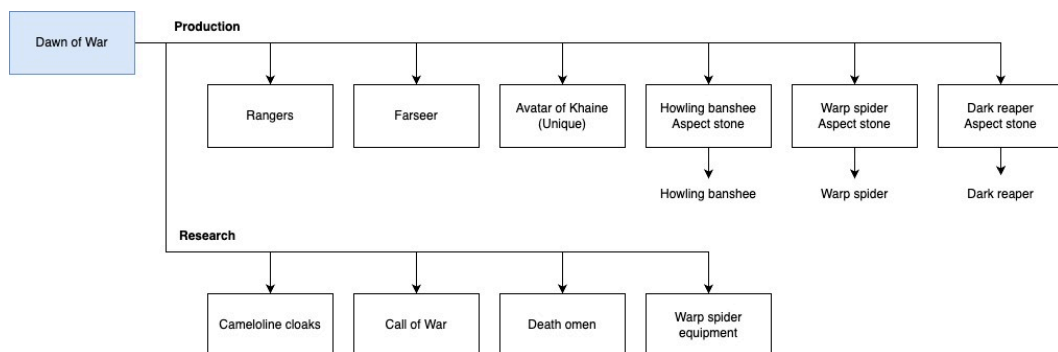 Dawn of War
Production
Rangers
Farseer
Avatar of Khaine
(Unique)
Howling banshee
Aspect stone
Warp spider
Aspect stone
Dark reaper
Aspect stone
Howling banshee
Warp spider
Dark reaper
Research
Cameloline cloaks
Call of War
Death omen
Warp spider
equipment